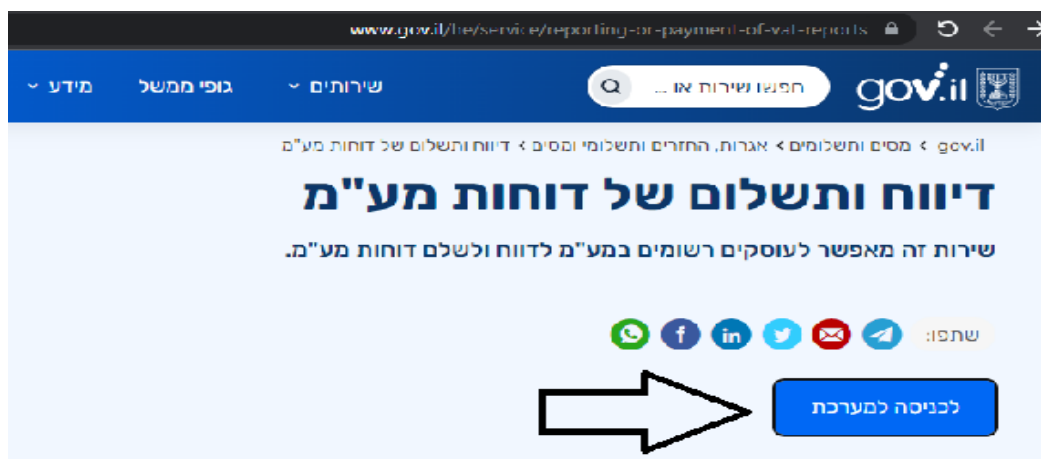 www.gov.il/he/service/reporting-or-payment-of-vat-reports
gov.il חפשו שירות או ... שירותים גופי ממשל מידע
gov.il › מסים ותשלומים › אגרות, החזרים ותשלומי ומסים › דיווח ותשלום של דוחות מע"מ
דיווח ותשלום של דוחות מע"מ
שירות זה מאפשר לעוסקים רשומים במע"מ לדווח ולשלם דוחות מע"מ.
שתפו:
לכניסה למערכת